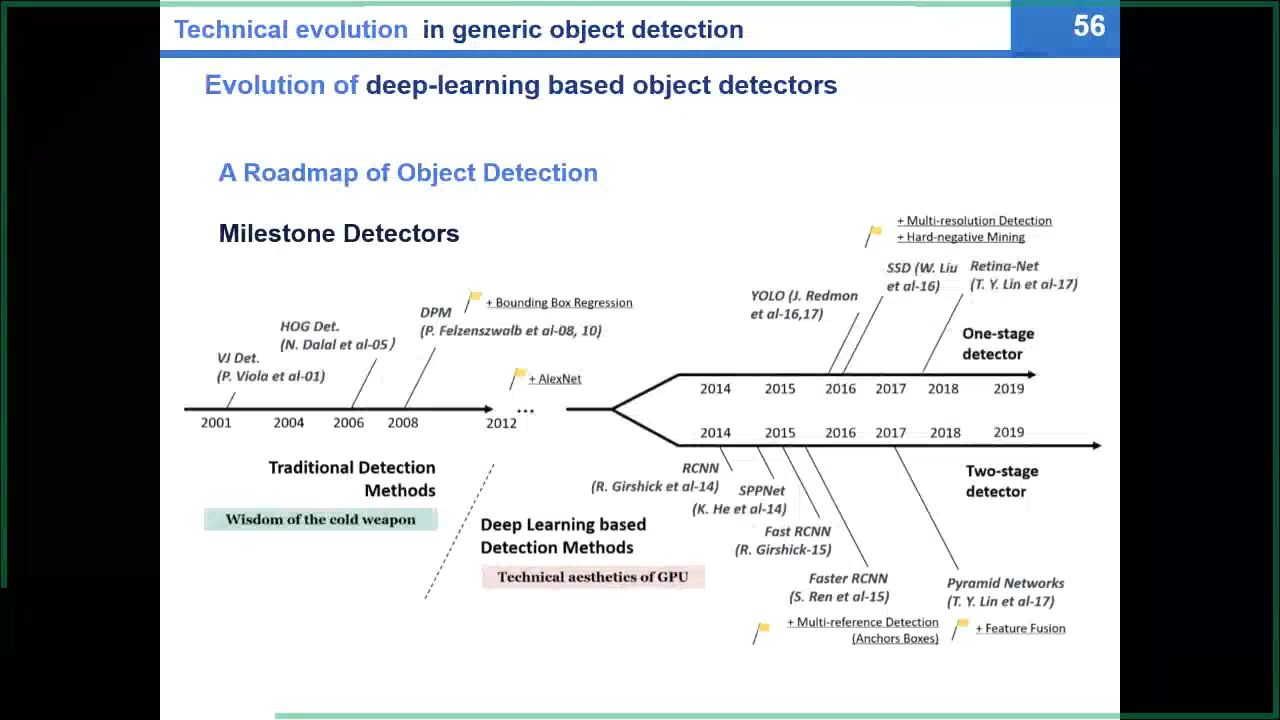 Technical evolution in generic object detection
56
Evolution of deep-learning based object detectors
A Roadmap of Object Detection
Milestone Detectors
+ Multi-resolution Detection
+ Hard-negative Mining
SSD (W. Liu
et al-16)
Retina-Net
(T. Y. Lin et al-17)
YOLO (J. Redmon
et al-16,17)
+ Bounding Box Regression
DPM
(P. Felzenszwalb et al-08, 10)
HOG Det.
(N. Dalal et al-05)
VJ Det.
(P. Viola et al-01)
+ AlexNet
One-stage
detector
2014 2015 2016 2017 2018 2019
2001 2004 2006 2008 2012 ...
2014 2015 2016 2017 2018 2019
Traditional Detection
Methods
Wisdom of the cold weapon
Deep Learning based
Detection Methods
Technical aesthetics of GPU
Two-stage
detector
RCNN
(R. Girshick et al-14)
SPPNet
(K. He et al-14)
Fast RCNN
(R. Girshick-15)
Faster RCNN
(S. Ren et al-15)
Pyramid Networks
(T. Y. Lin et al-17)
+ Multi-reference Detection
(Anchors Boxes)
+ Feature Fusion